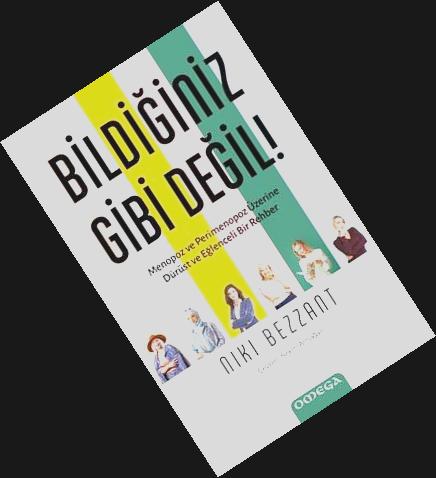 BİLDİĞİNİZ
GİBİ DEĞİL!
Menopoz ve Perimenopoz Üzerine
Dürüst ve Eğlenceli Bir Rehber
NIKI BEZZANT
OMEGA